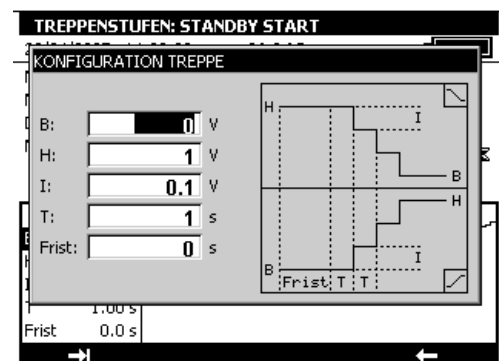 TREPPENSTUFEN: STANDBY START
KONFIGURATION TREPPE
B: 0 V
H: 1 V
I: 0.1 V
T: 1 s
Frist: 0 s
H
I
B
H
I
B
Frist T T
1.00 s
Frist 0.0 s